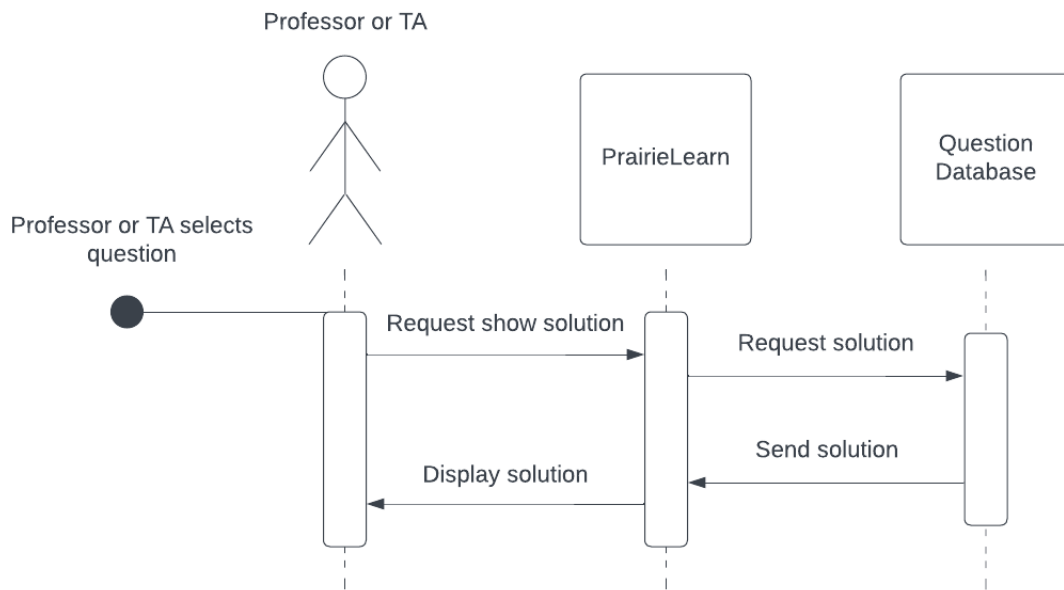 Professor or TA
PrairieLearn
Question
Database
Professor or TA selects
question
Request show solution
Request solution
Send solution
Display solution